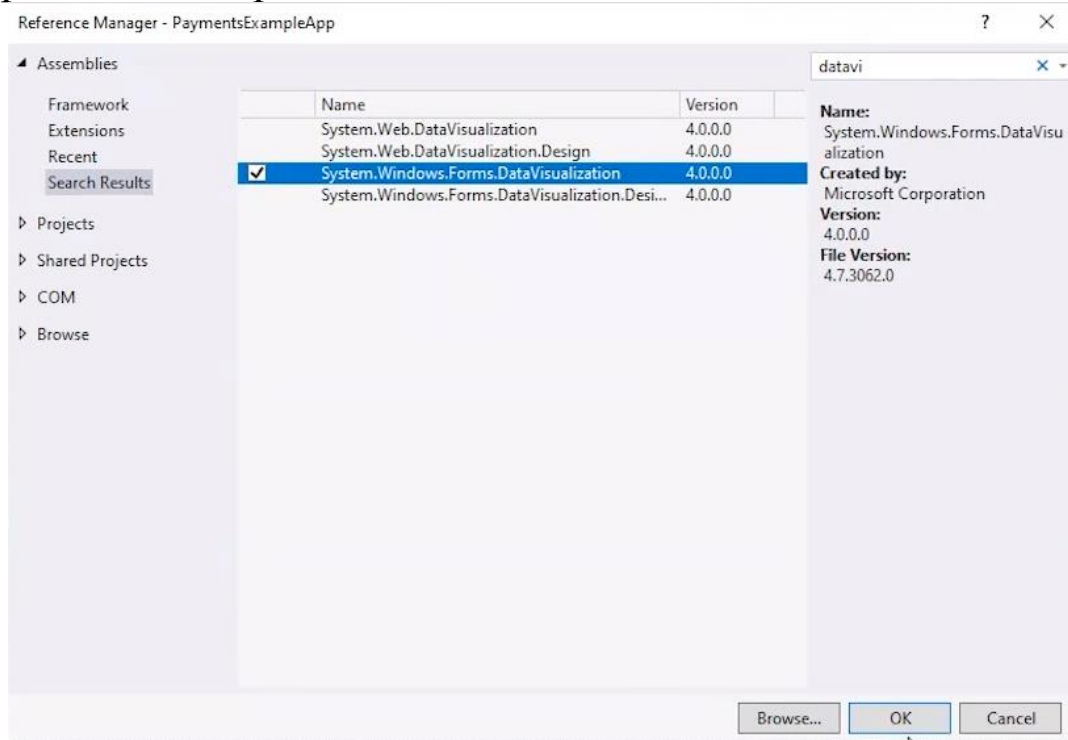 Reference Manager - PaymentsExampleApp ? ×
Assemblies
Framework
Extensions
Recent
Search Results
Projects
Shared Projects
COM
Browse
Name Version
System.Web.DataVisualization 4.0.0.0
System.Web.DataVisualization.Design 4.0.0.0
System.Windows.Forms.DataVisualization 4.0.0.0
System.Windows.Forms.DataVisualization.Desi... 4.0.0.0
datavi
Name:
System.Windows.Forms.DataVisu
alization
Created by:
Microsoft Corporation
Version:
4.0.0.0
File Version:
4.7.3062.0
Browse... OK Cancel